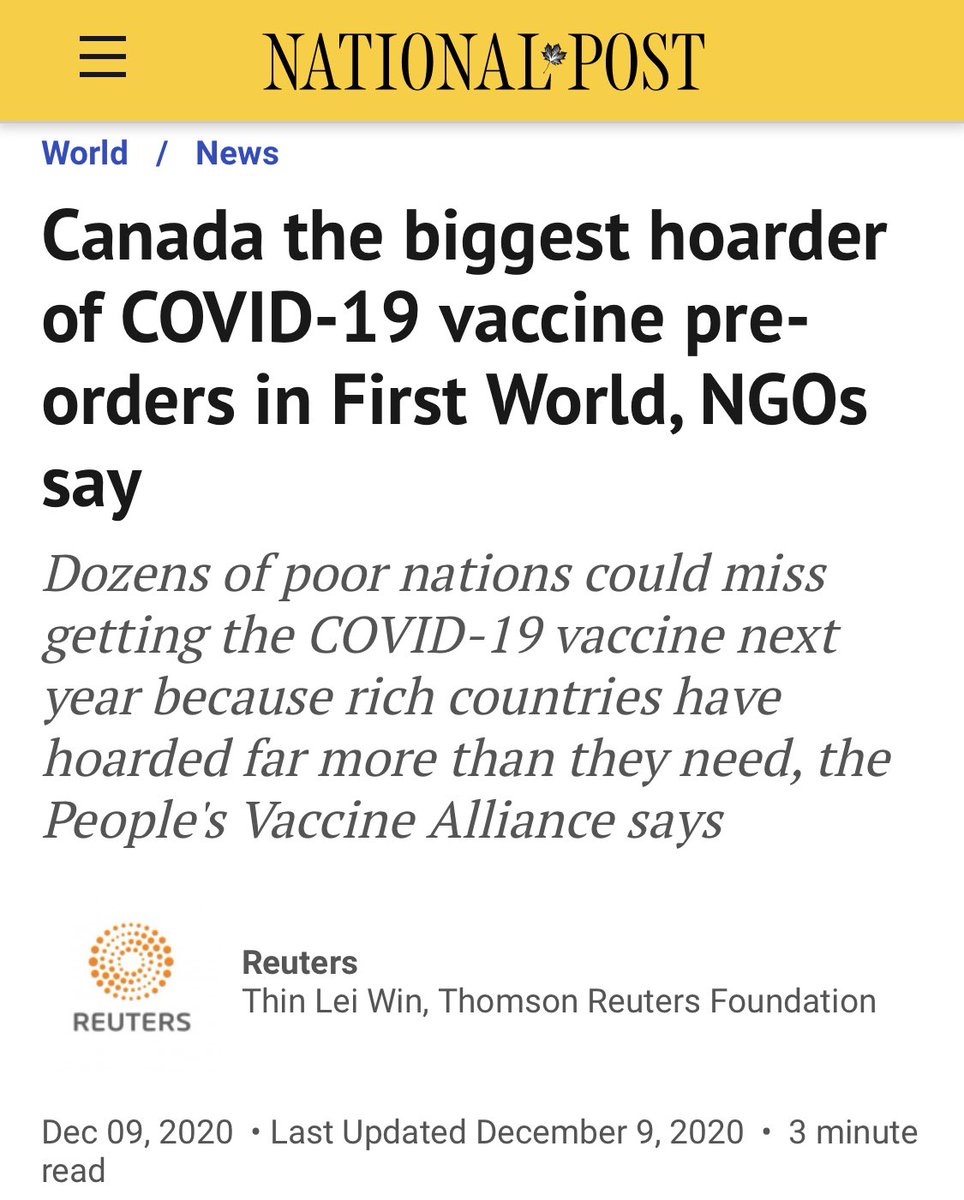 NATIONAL POST
World / News
Canada the biggest hoarder
of COVID-19 vaccine pre-
orders in First World, NGOs
say
Dozens of poor nations could miss
getting the COVID-19 vaccine next
year because rich countries have
hoarded far more than they need, the
People's Vaccine Alliance says
REUTERS
Reuters
Thin Lei Win, Thomson Reuters Foundation
Dec 09, 2020 • Last Updated December 9, 2020 • 3 minute
read